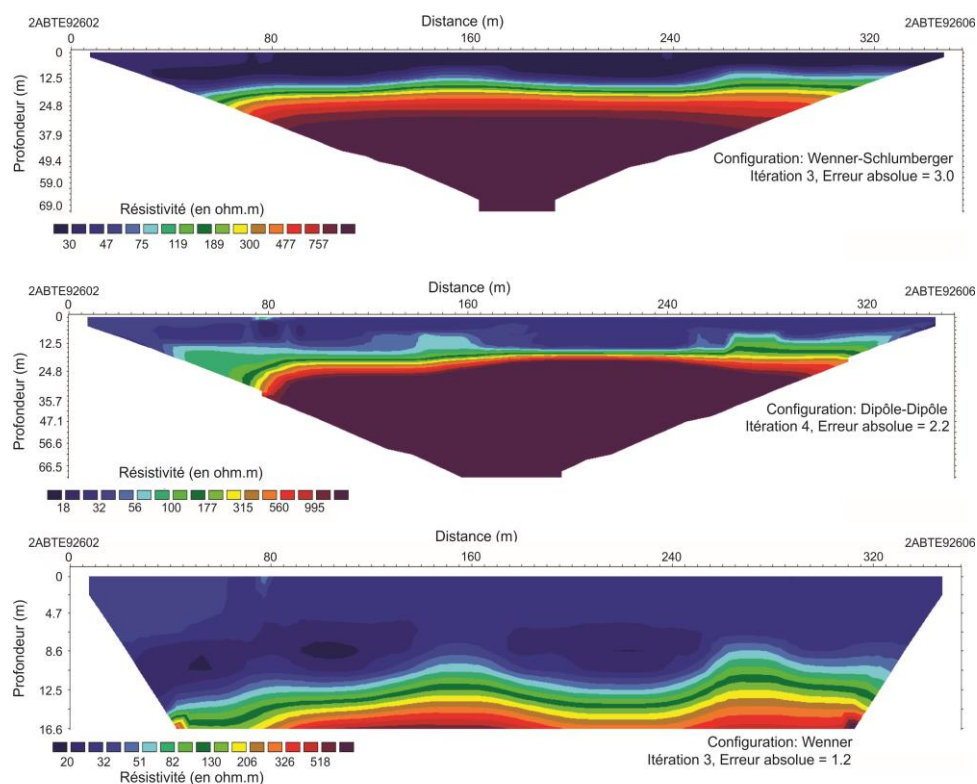 Distance (m)
2ABTE92602 2ABTE92606
0 80 160 240 320
Profondeur (m)
0
12.5
24.8
37.9
49.4
59.0
69.0
Configuration: Wenner-Schlumberger
Itération 3, Erreur absolue = 3.0
Résistivité (en ohm.m)
30 47 75 119 189 300 477 757
Distance (m)
2ABTE92602 2ABTE92606
0 80 160 240 320
Profondeur (m)
0
12.5
24.8
35.7
47.1
56.6
66.5
Configuration: Dipôle-Dipôle
Itération 4, Erreur absolue = 2.2
Résistivité (en ohm.m)
18 32 56 100 177 315 560 995
Distance (m)
2ABTE92602 2ABTE92606
0 80 160 240 320
Profondeur (m)
0
4.7
8.6
12.5
16.6
Configuration: Wenner
Itération 3, Erreur absolue = 1.2
20 32 51 82 130 206 326 518
Résistivité (en ohm.m)